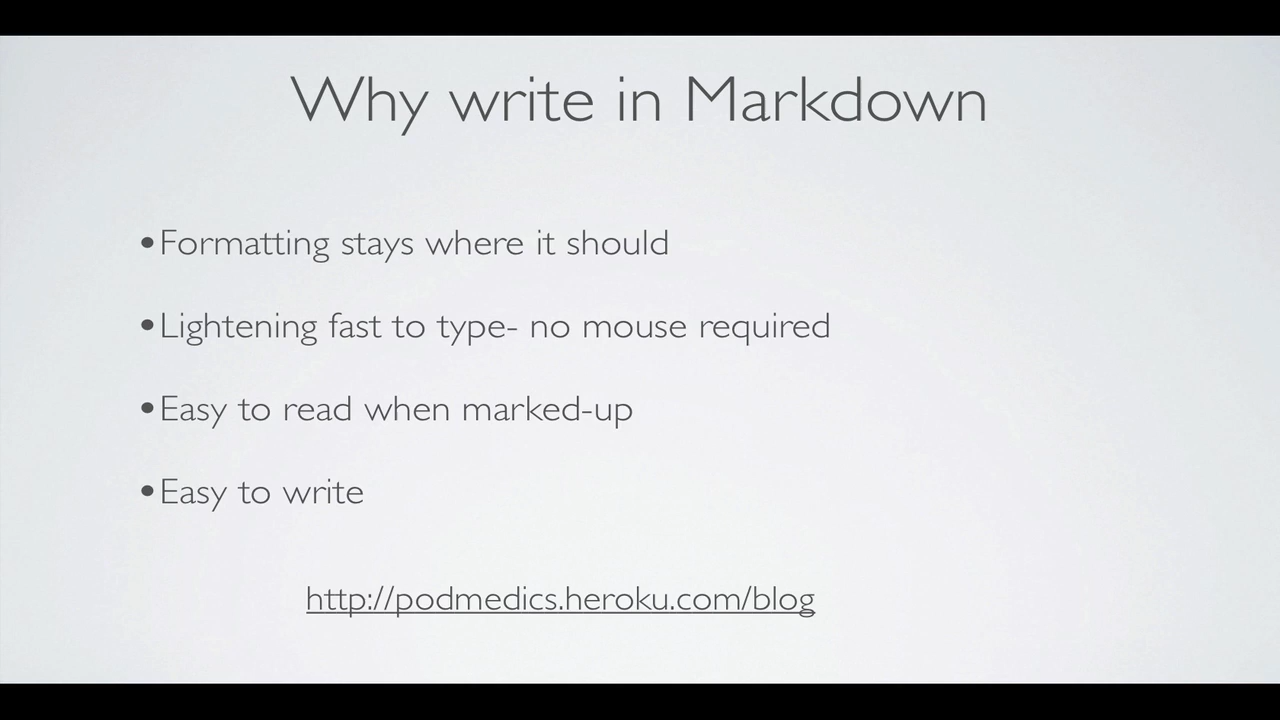 Why write in Markdown
•Formatting stays where it should
•Lightening fast to type- no mouse required
•Easy to read when marked-up
•Easy to write
http://podmedics.heroku.com/blog